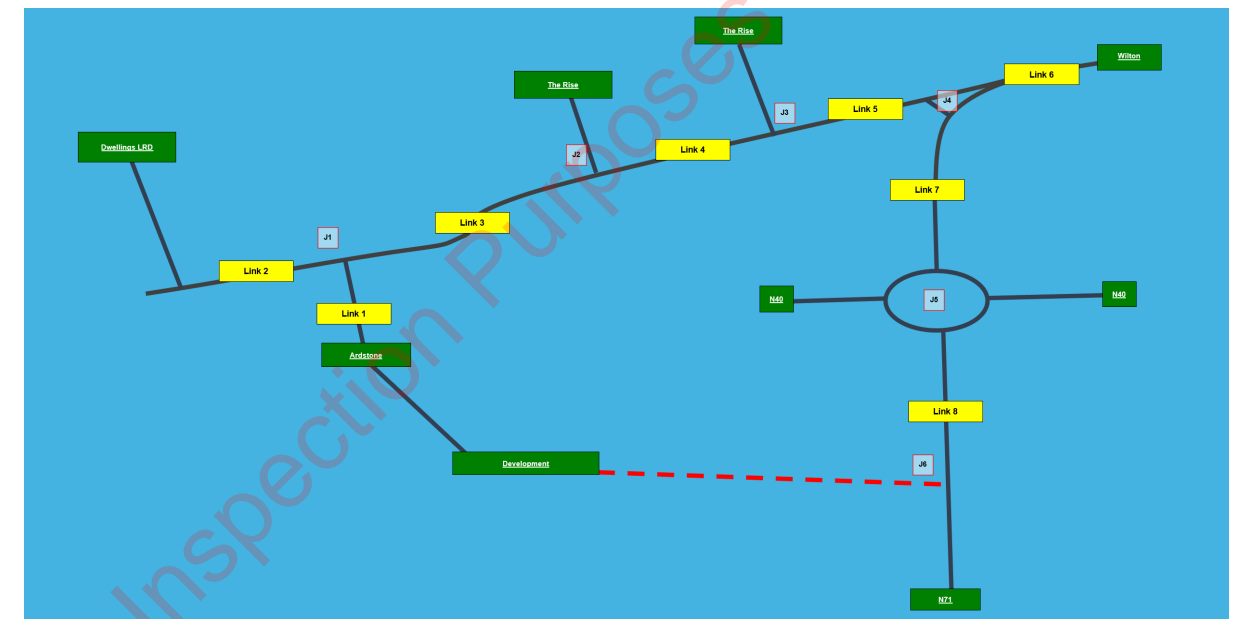 The Rise
Wilton
Link 6
The Rise
J4
Link 5
J3
Dwellings LRD
Link 4
J2
Link 7
Link 3
J1
Link 2
N40
J5
N40
Link 1
Ardstone
Link 8
Development
J6
N71
Inspection Purposes